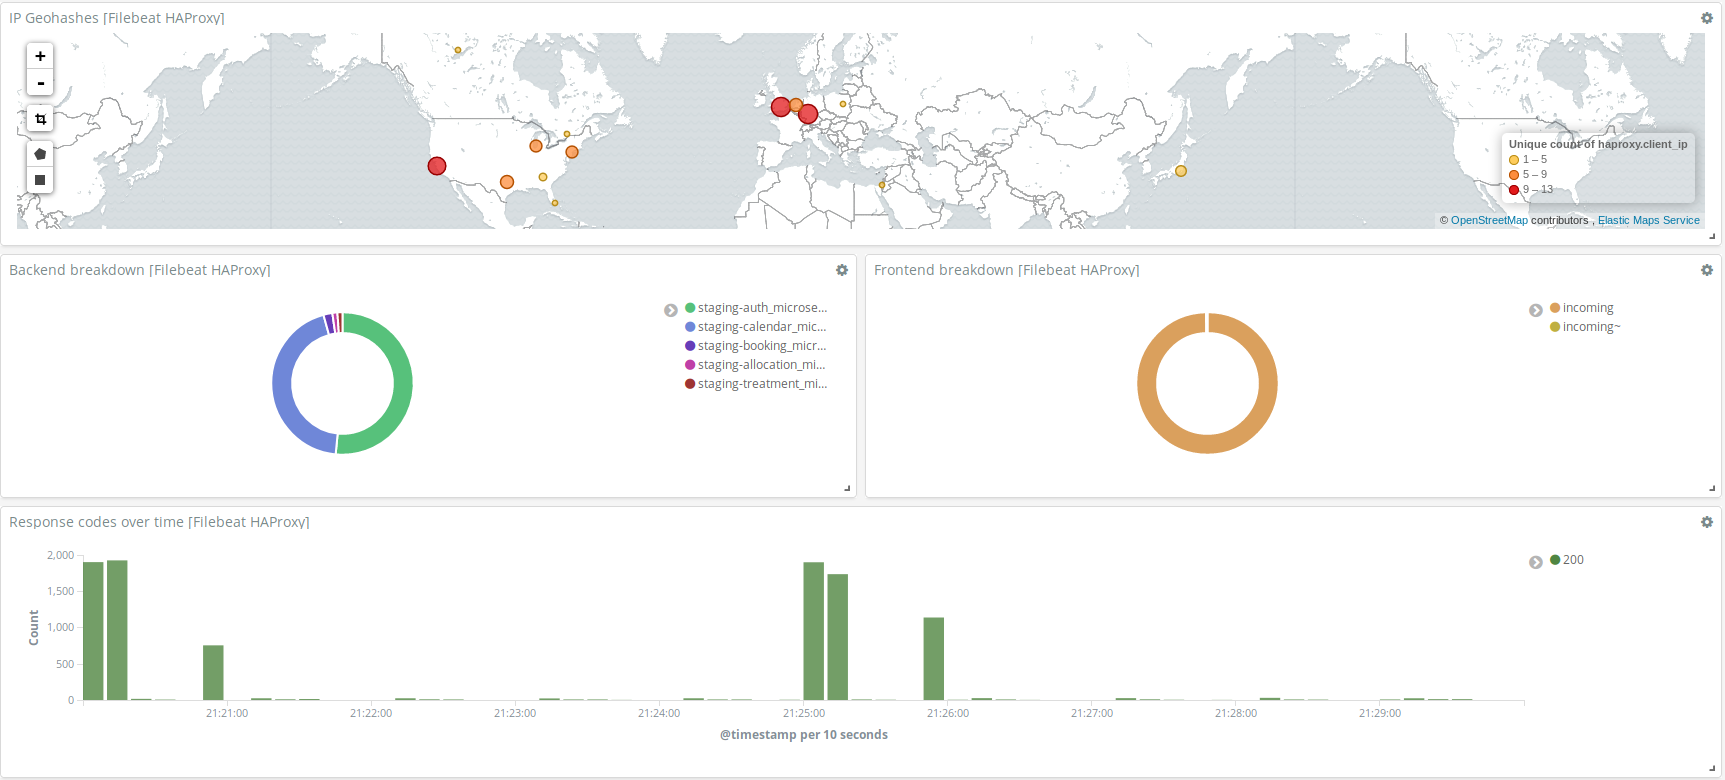 IP Geohashes [Filebeat HAProxy]
+
-
Unique count of haproxy.client_ip
1 – 5
5 – 9
9 – 13
© OpenStreetMap contributors , Elastic Maps Service
Backend breakdown [Filebeat HAProxy]
staging-auth_microse...
staging-calendar_mic...
staging-booking_micr...
staging-allocation_mi...
staging-treatment_mi...
Frontend breakdown [Filebeat HAProxy]
incoming
incoming~
Response codes over time [Filebeat HAProxy]
2,000
1,500
1,000
500
0
Count
21:21:00
21:22:00
21:23:00
21:24:00
21:25:00
21:26:00
21:27:00
21:28:00
21:29:00
@timestamp per 10 seconds
200